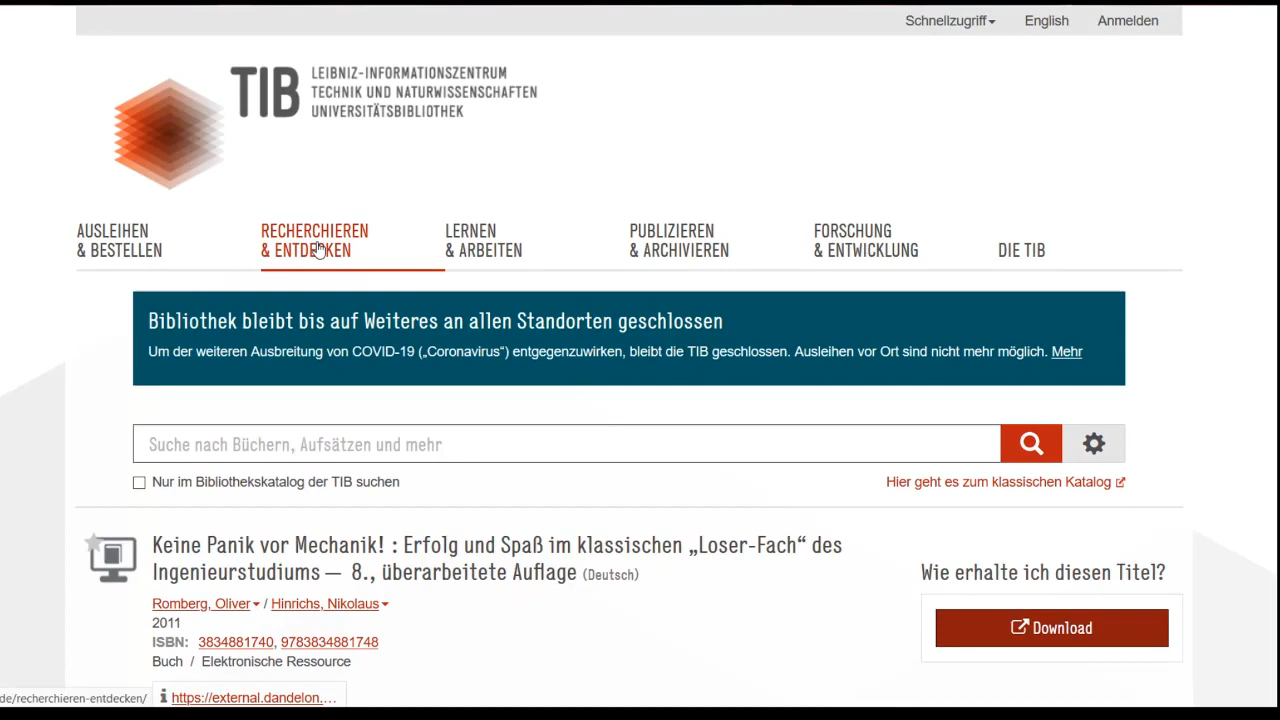 Schnellzugriff English Anmelden
TIB LEIBNIZ-INFORMATIONSZENTRUM
TECHNIK UND NATURWISSENSCHAFTEN
UNIVERSITÄTSBIBLIOTHEK
AUSLEIHEN
& BESTELLEN
RECHERCHIEREN
& ENTDECKEN
LERNEN
& ARBEITEN
PUBLIZIEREN
& ARCHIVIEREN
FORSCHUNG
& ENTWICKLUNG
DIE TIB
Bibliothek bleibt bis auf Weiteres an allen Standorten geschlossen
Um der weiteren Ausbreitung von COVID-19 („Coronavirus“) entgegenzuwirken, bleibt die TIB geschlossen. Ausleihen vor Ort sind nicht mehr möglich. Mehr
Suche nach Büchern, Aufsätzen und mehr
Nur im Bibliothekskatalog der TIB suchen
Hier geht es zum klassischen Katalog
Keine Panik vor Mechanik! : Erfolg und Spaß im klassischen „Loser-Fach“ des
Ingenieurstudiums — 8., überarbeitete Auflage (Deutsch)
Romberg, Oliver / Hinrichs, Nikolaus
2011
ISBN: 3834881740, 9783834881748
Buch / Elektronische Ressource
https://external.dandelon....
Wie erhalte ich diesen Titel?
Download
de/recherchieren-entdecken/